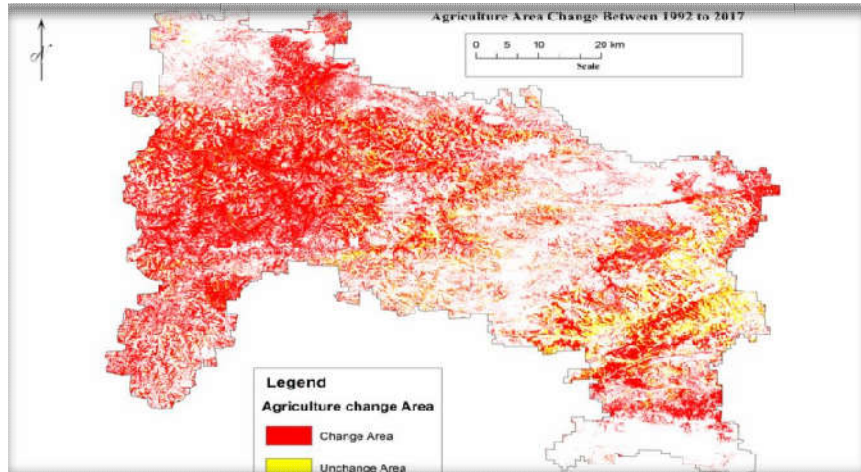 Agriculture Area Change Between 1992 to 2017
N
0 5 10 20 km
Scale
Legend
Agriculture change Area
Change Area
Unchange Area